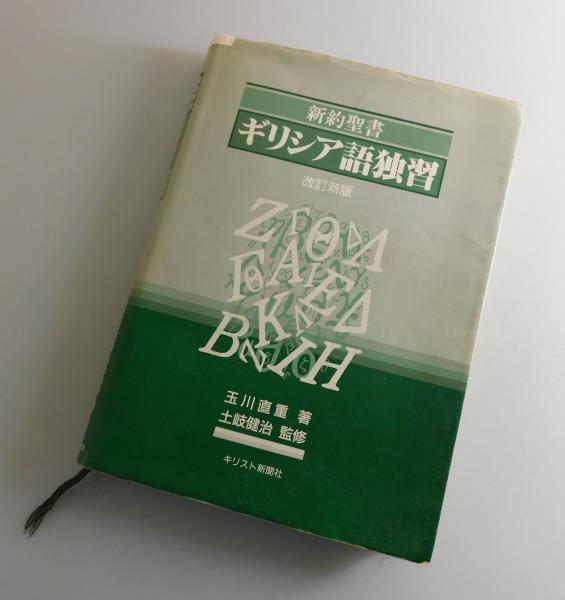 新約聖書
ギリシア語独習
改訂新版
玉川直重 著
土岐健治 監修
キリスト新聞社